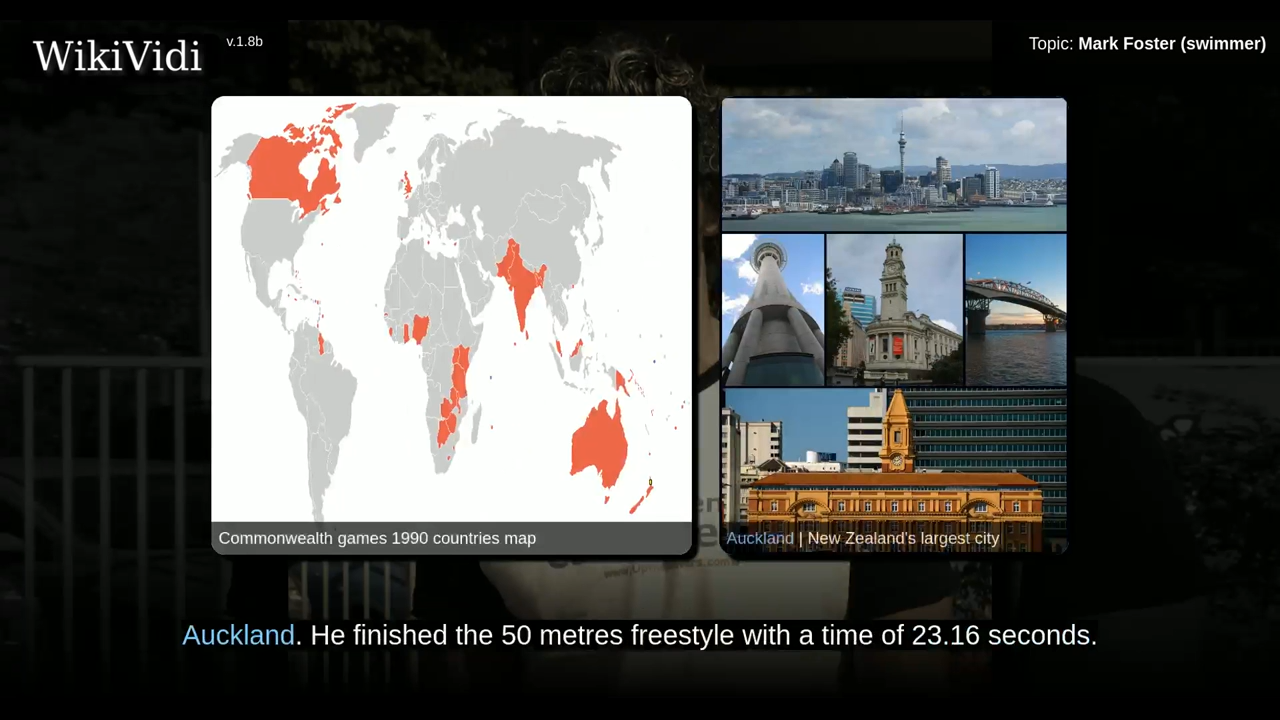 WikiVidi
v.1.8b
Topic: Mark Foster (swimmer)
Commonwealth games 1990 countries map
Auckland | New Zealand's largest city
Auckland. He finished the 50 metres freestyle with a time of 23.16 seconds.